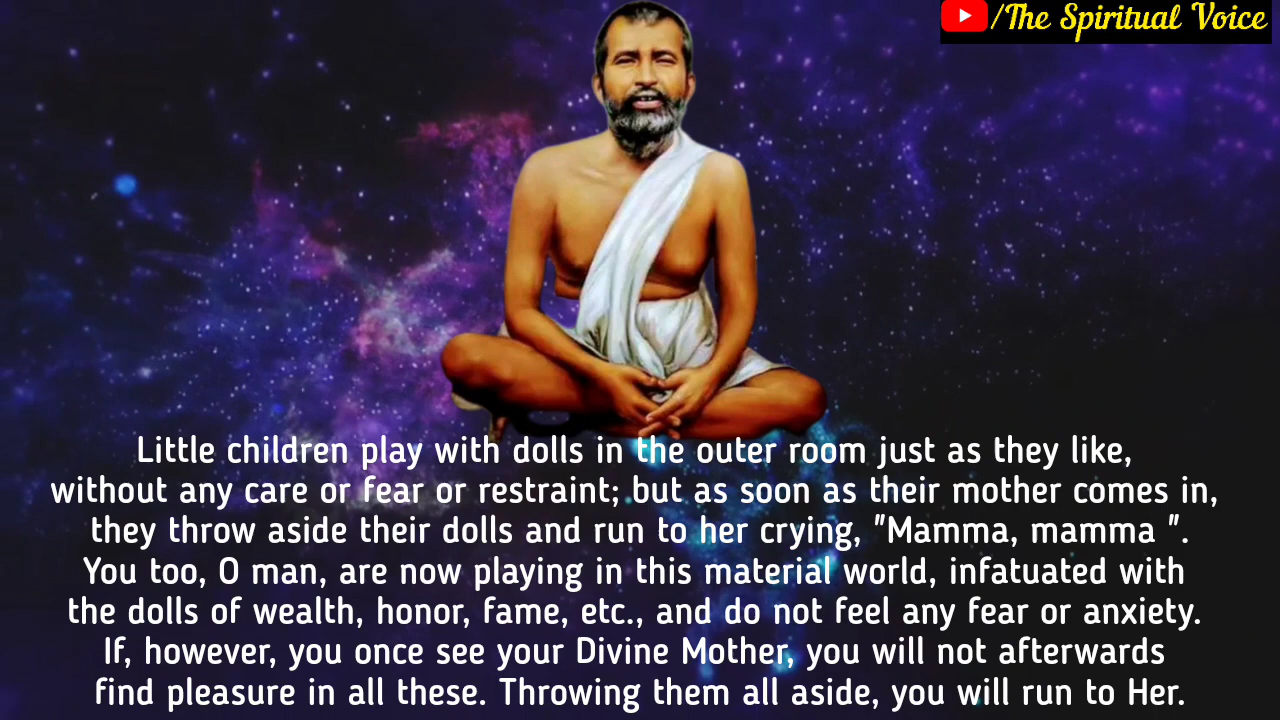 /The Spiritual Voice
Little children play with dolls in the outer room just as they like,
without any care or fear or restraint; but as soon as their mother comes in,
they throw aside their dolls and run to her crying, "Mamma, mamma ".
You too, O man, are now playing in this material world, infatuated with
the dolls of wealth, honor, fame, etc., and do not feel any fear or anxiety.
If, however, you once see your Divine Mother, you will not afterwards
find pleasure in all these. Throwing them all aside, you will run to Her.